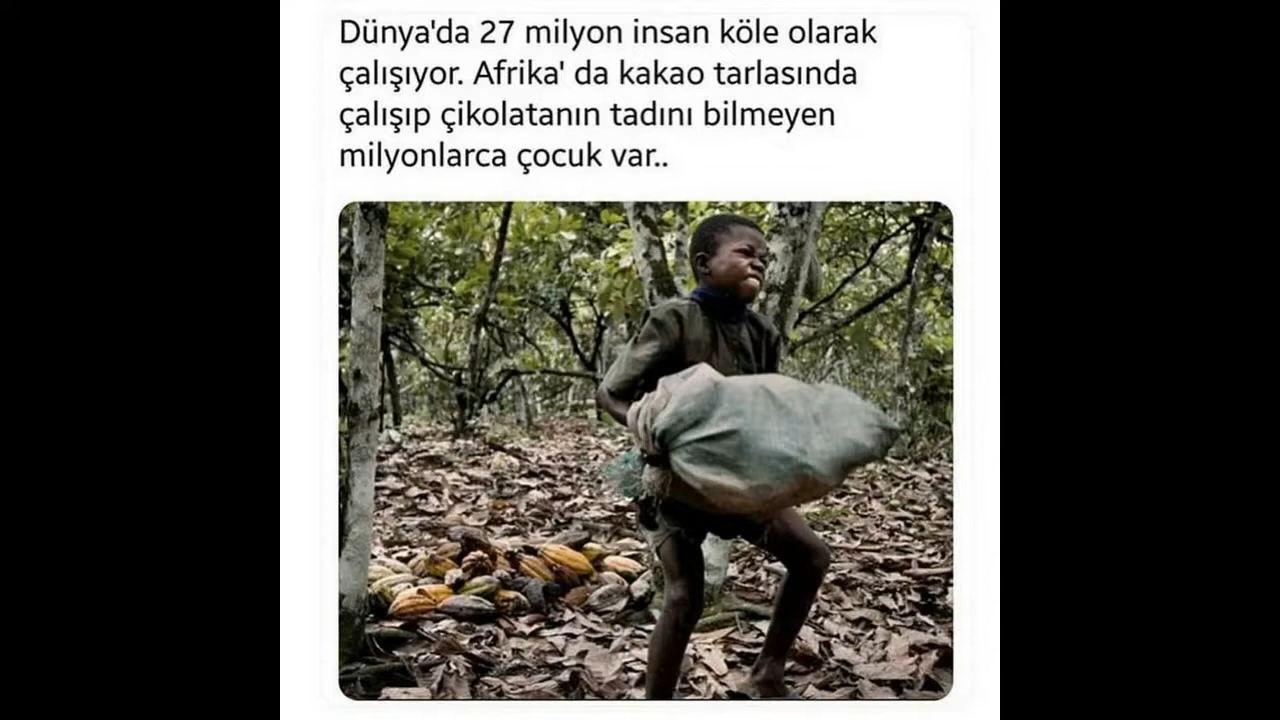 Dünya'da 27 milyon insan köle olarak
çalışıyor. Afrika' da kakao tarlasında
çalışıp çikolatanın tadını bilmeyen
milyonlarca çocuk var..